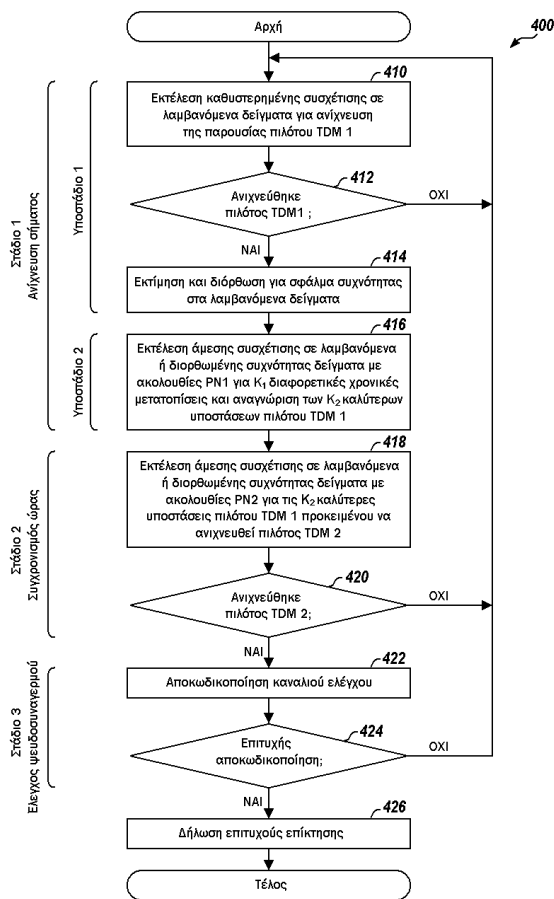 Αρχή
400
410
Εκτέλεση καθυστερημένης συσχέτισης σε
λαμβανόμενα δείγματα για ανίχνευση
της παρουσίας πιλότου TDM 1
412
Ανιχνεύθηκε
πιλότος TDM1 ;
ΟΧΙ
ΝΑΙ
414
Εκτίμηση και διόρθωση για σφάλμα συχνότητας
στα λαμβανόμενα δείγματα
416
Εκτέλεση άμεσης συσχέτισης σε λαμβανόμενα
ή διορθωμένης συχνότητας δείγματα με
ακολουθίες PN1 για K₁ διαφορετικές χρονικές
μετατοπίσεις και αναγνώριση των K₂ καλύτερων
υποστάσεων πιλότου TDM 1
Στάδιο 1
Ανίχνευση σήματος
Υποστάδιο 1
Υποστάδιο 2
418
Εκτέλεση άμεσης συσχέτισης σε λαμβανόμενα
ή διορθωμένης συχνότητας δείγματα με
ακολουθίες PN2 για τις K₂ καλύτερες
υποστάσεις πιλότου TDM 1 προκειμένου να
ανιχνευθεί πιλότος TDM 2
420
Ανιχνεύθηκε
πιλότος TDM 2;
ΟΧΙ
ΝΑΙ
Στάδιο 2
Συγχρονισμός ώρας
422
Αποκωδικοποίηση καναλιού ελέγχου
424
Επιτυχής
αποκωδικοποίηση;
ΟΧΙ
ΝΑΙ
Στάδιο 3
Ελεγχος ψευδοσυναγερμού
426
Δήλωση επιτυχούς επίκτησης
Τέλος